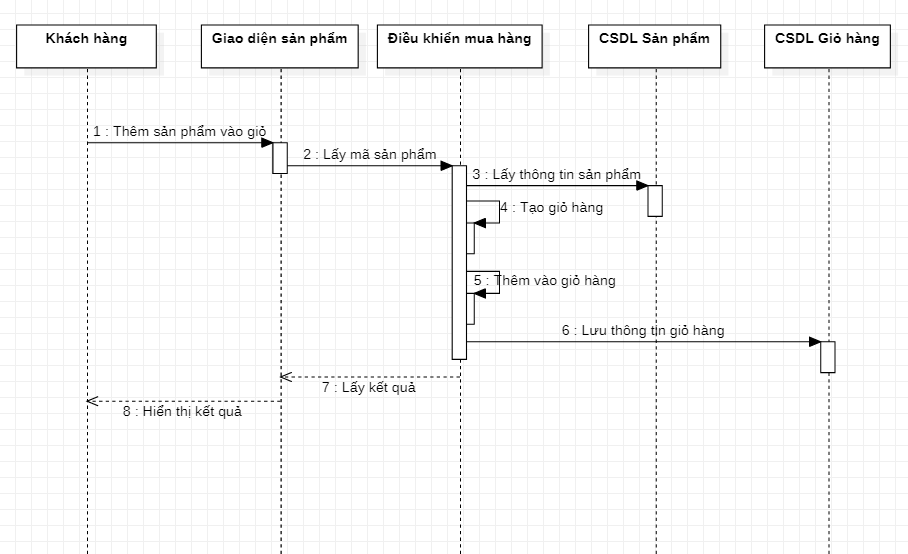 Khách hàng
Giao diện sản phẩm
Điều khiển mua hàng
CSDL Sản phẩm
CSDL Giỏ hàng
1 : Thêm sản phẩm vào giỏ
2 : Lấy mã sản phẩm
3 : Lấy thông tin sản phẩm
4 : Tạo giỏ hàng
5 : Thêm vào giỏ hàng
6 : Lưu thông tin giỏ hàng
7 : Lấy kết quả
8 : Hiển thị kết quả